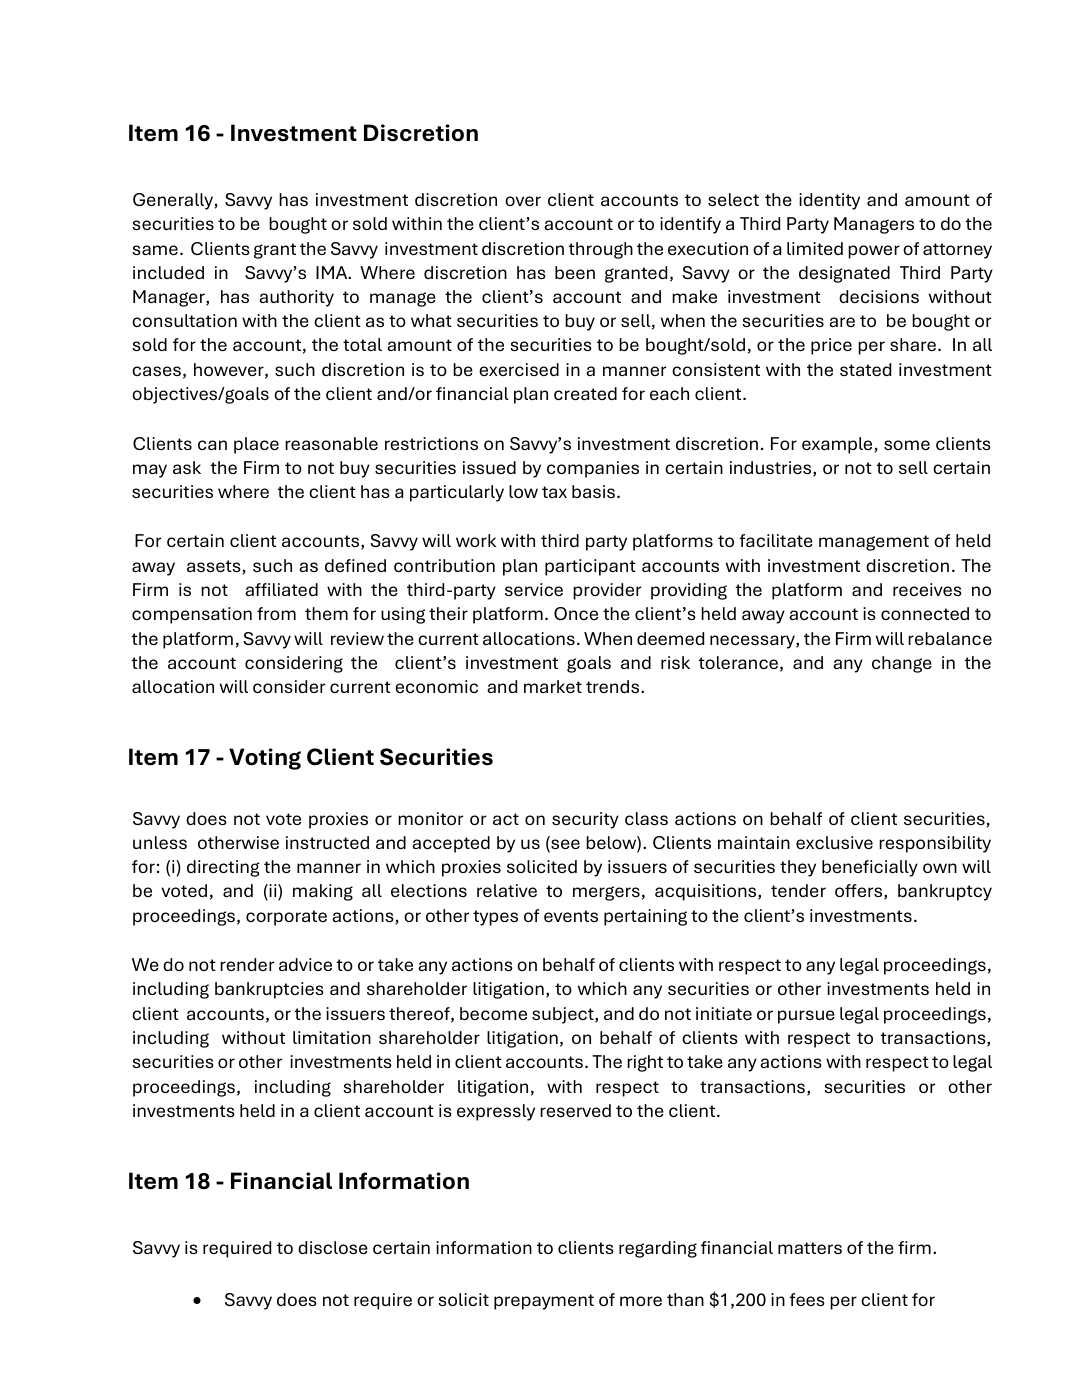 Item 16 - Investment Discretion
Generally, Savvy has investment discretion over client accounts to select the identity and amount of
securities to be bought or sold within the client's account or to identify a Third Party Managers to do the
same. Clients grant the Savvy investment discretion through the execution of a limited power of attorney
included in Savvy's IMA. Where discretion has been granted, Savvy or the designated Third Party
Manager, has authority to manage the client's account and make investment decisions without
consultation with the client as to what securities to buy or sell, when the securities are to be bought or
sold for the account, the total amount of the securities to be bought/sold, or the price per share. In all
cases, however, such discretion is to be exercised in a manner consistent with the stated investment
objectives/goals of the client and/or financial plan created for each client.
Clients can place reasonable restrictions on Savvy's investment discretion. For example, some clients
may ask the Firm to not buy securities issued by companies in certain industries, or not to sell certain
securities where the client has a particularly low tax basis.
For certain client accounts, Savvy will work with third party platforms to facilitate management of held
away assets, such as defined contribution plan participant accounts with investment discretion. The
Firm is not affiliated with the third-party service provider providing the platform and receives no
compensation from them for using their platform. Once the client's held away account is connected to
the platform, Savvy will review the current allocations. When deemed necessary, the Firm will rebalance
the account considering the client's investment goals and risk tolerance, and any change in the
allocation will consider current economic and market trends.
Item 17 - Voting Client Securities
Savvy does not vote proxies or monitor or act on security class actions on behalf of client securities,
unless otherwise instructed and accepted by us (see below). Clients maintain exclusive responsibility
for: (i) directing the manner in which proxies solicited by issuers of securities they beneficially own will
be voted, and (ii) making all elections relative to mergers, acquisitions, tender offers, bankruptcy
proceedings, corporate actions, or other types of events pertaining to the client's investments.
We do not render advice to or take any actions on behalf of clients with respect to any legal proceedings,
including bankruptcies and shareholder litigation, to which any securities or other investments held in
client accounts, or the issuers thereof, become subject, and do not initiate or pursue legal proceedings,
including without limitation shareholder litigation, on behalf of clients with respect to transactions,
securities or other investments held in client accounts. The right to take any actions with respect to legal
proceedings, including shareholder litigation, with respect to transactions, securities or other
investments held in a client account is expressly reserved to the client.
Item 18 - Financial Information
Savvy is required to disclose certain information to clients regarding financial matters of the firm.
• Savvy does not require or solicit prepayment of more than $1,200 in fees per client for